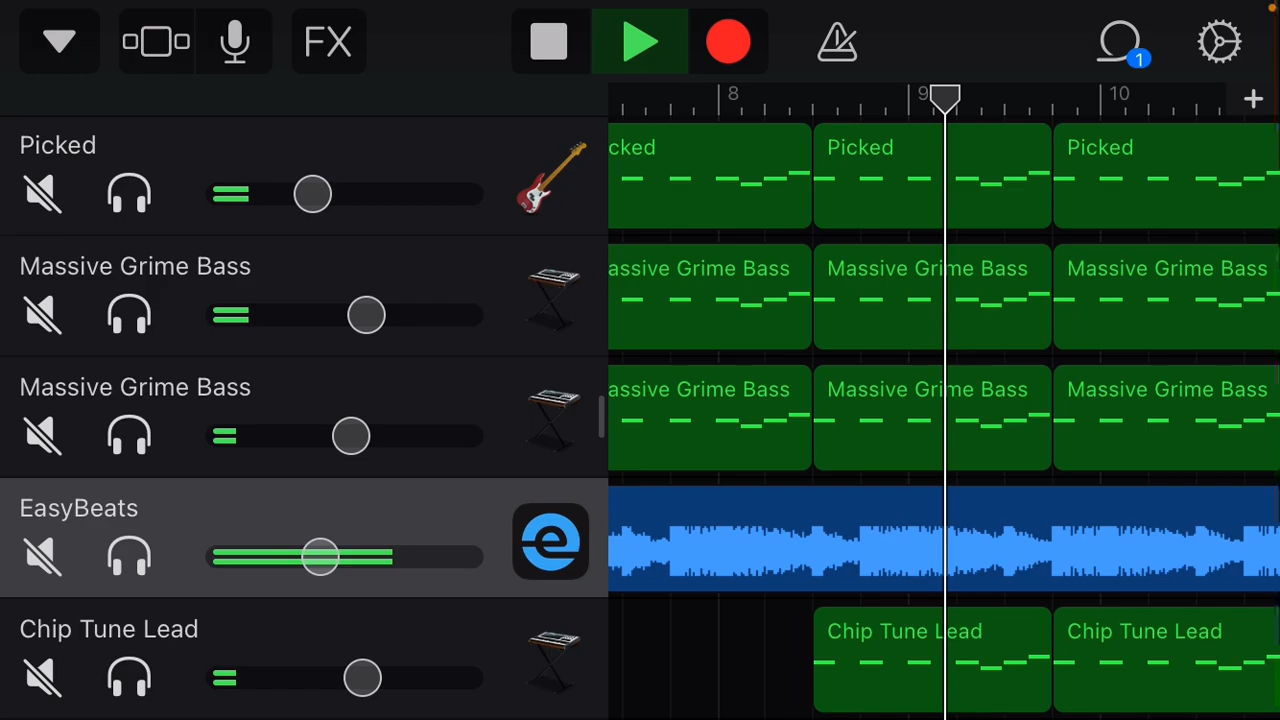 FX
1
8
9
10
+
Picked
cked
Picked
Picked
Massive Grime Bass
assive Grime Bass
Massive Grime Bass
Massive Grime Bass
Massive Grime Bass
assive Grime Bass
Massive Grime Bass
Massive Grime Bass
EasyBeats
e
Chip Tune Lead
Chip Tune Lead
Chip Tune Lead